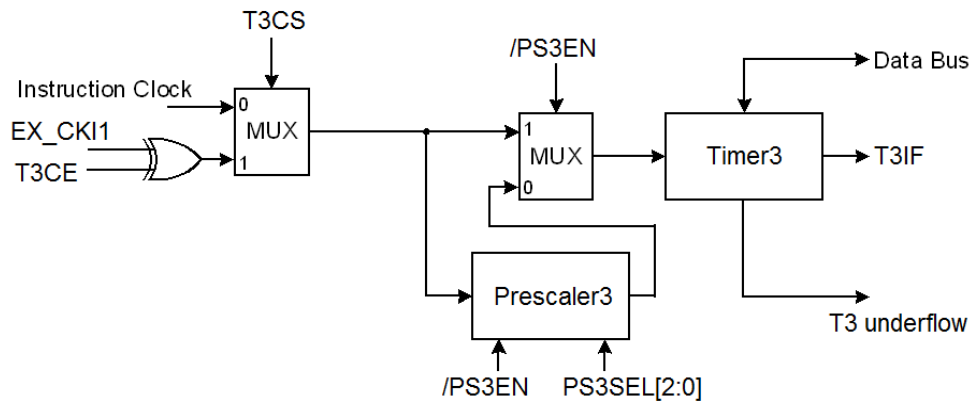 T3CS
/PS3EN
Instruction Clock
0
Data Bus
EX_CKI1
MUX
1
MUX
Timer3
T3IF
T3CE
1
0
Prescaler3
T3 underflow
/PS3EN
PS3SEL[2:0]